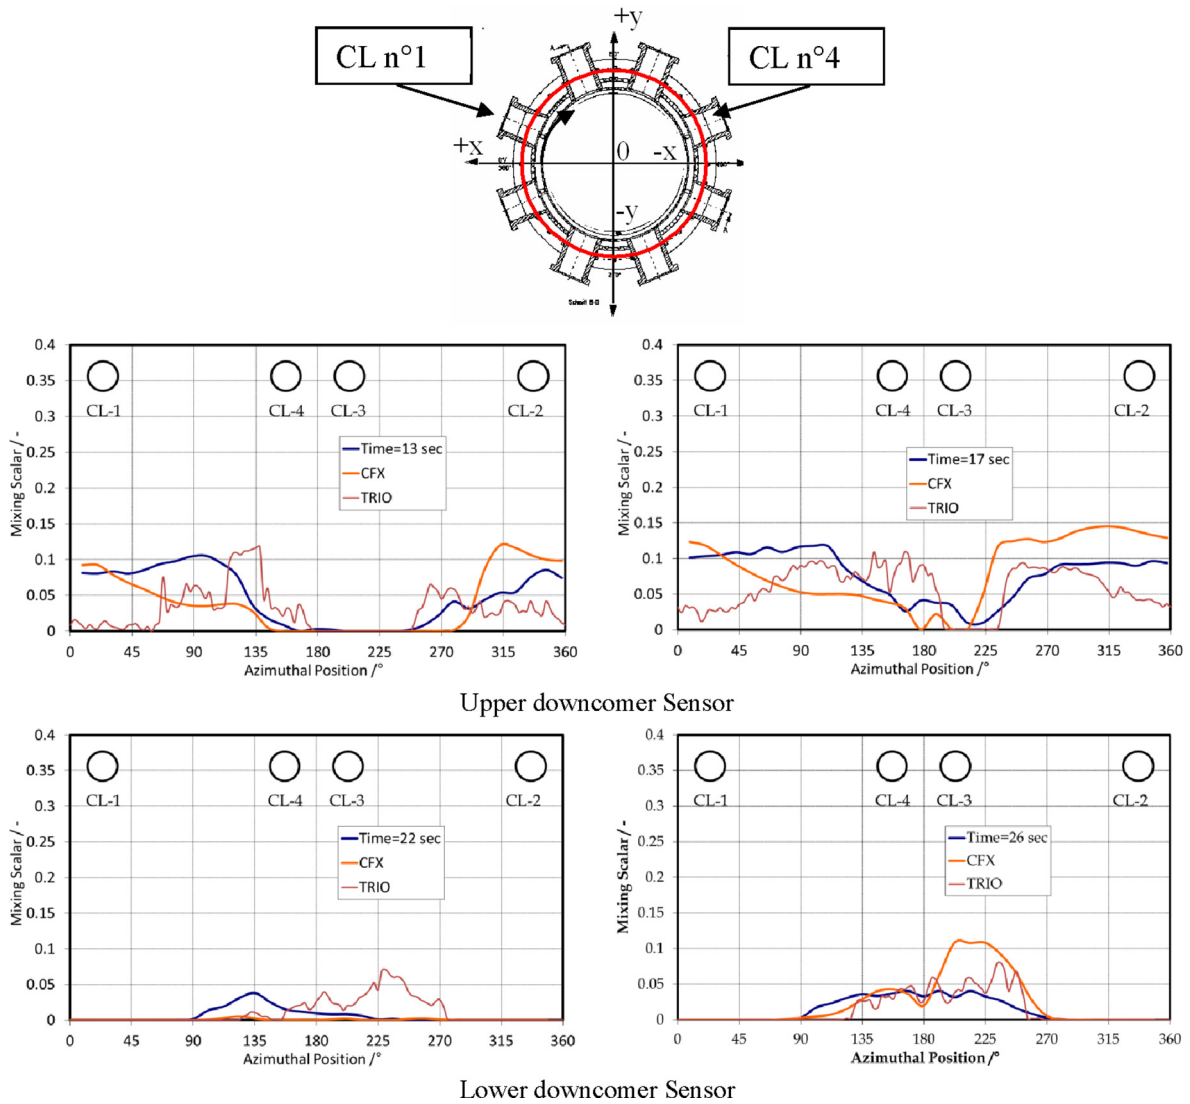 +y
CL n°1
CL n°4
+x
0
-x
-y
Schnitt B-B
0.4
0.35
0.3
0.25
0.2
0.15
0.1
0.05
0
Mixing Scalar / -
CL-1
CL-4
CL-3
CL-2
Time=13 sec
CFX
TRIO
0 45 90 135 180 225 270 315 360
Azimuthal Position /°
0.4
0.35
0.3
0.25
0.2
0.15
0.1
0.05
0
Mixing Scalar / -
CL-1
CL-4
CL-3
CL-2
Time=17 sec
CFX
TRIO
0 45 90 135 180 225 270 315 360
Azimuthal Position /°
Upper downcomer Sensor
0.4
0.35
0.3
0.25
0.2
0.15
0.1
0.05
0
Mixing Scalar / -
CL-1
CL-4
CL-3
CL-2
Time=22 sec
CFX
TRIO
0 45 90 135 180 225 270 315 360
Azimuthal Position /°
0.4
0.35
0.3
0.25
0.2
0.15
0.1
0.05
0
Mixing Scalar / -
CL-1
CL-4
CL-3
CL-2
Time=26 sec
CFX
TRIO
0 45 90 135 180 225 270 315 360
Azimuthal Position /°
Lower downcomer Sensor